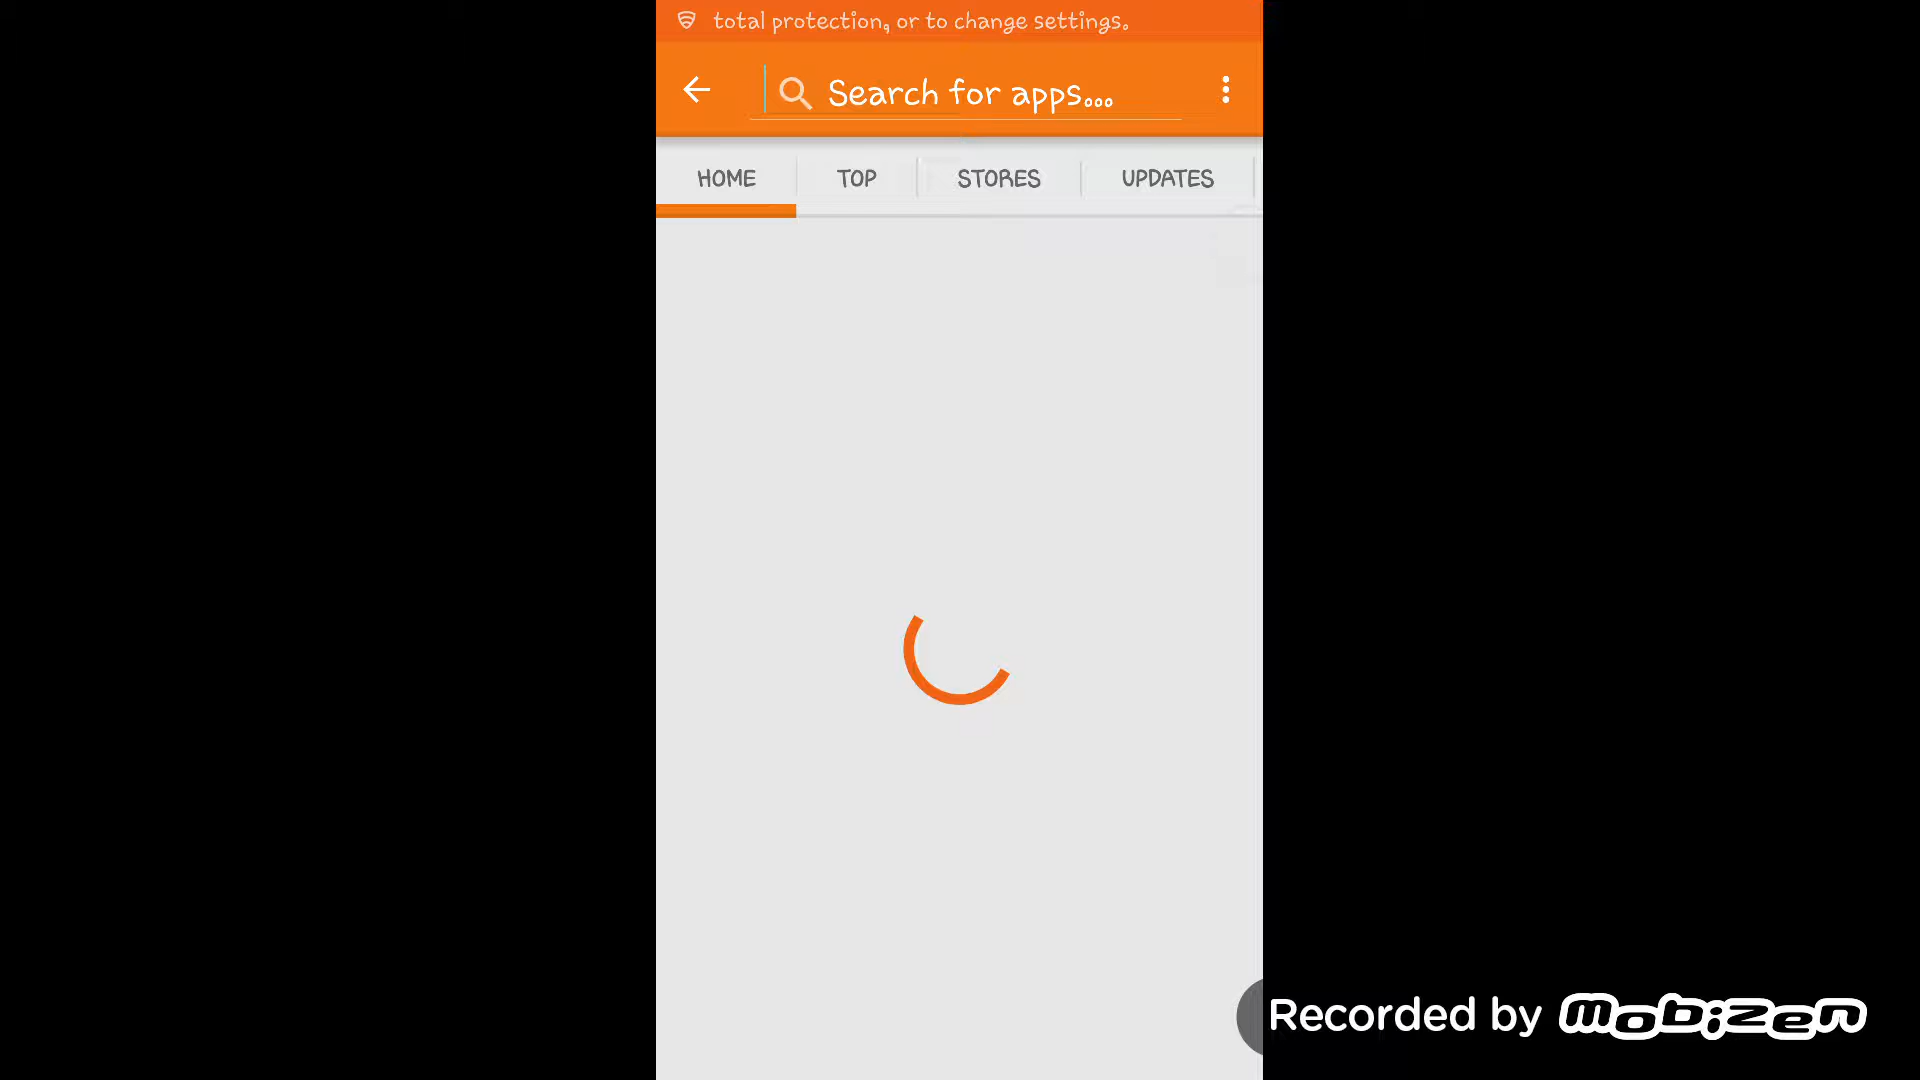 total protection, or to change settings.
Search for apps...
HOME TOP STORES UPDATES
Recorded by mobizen